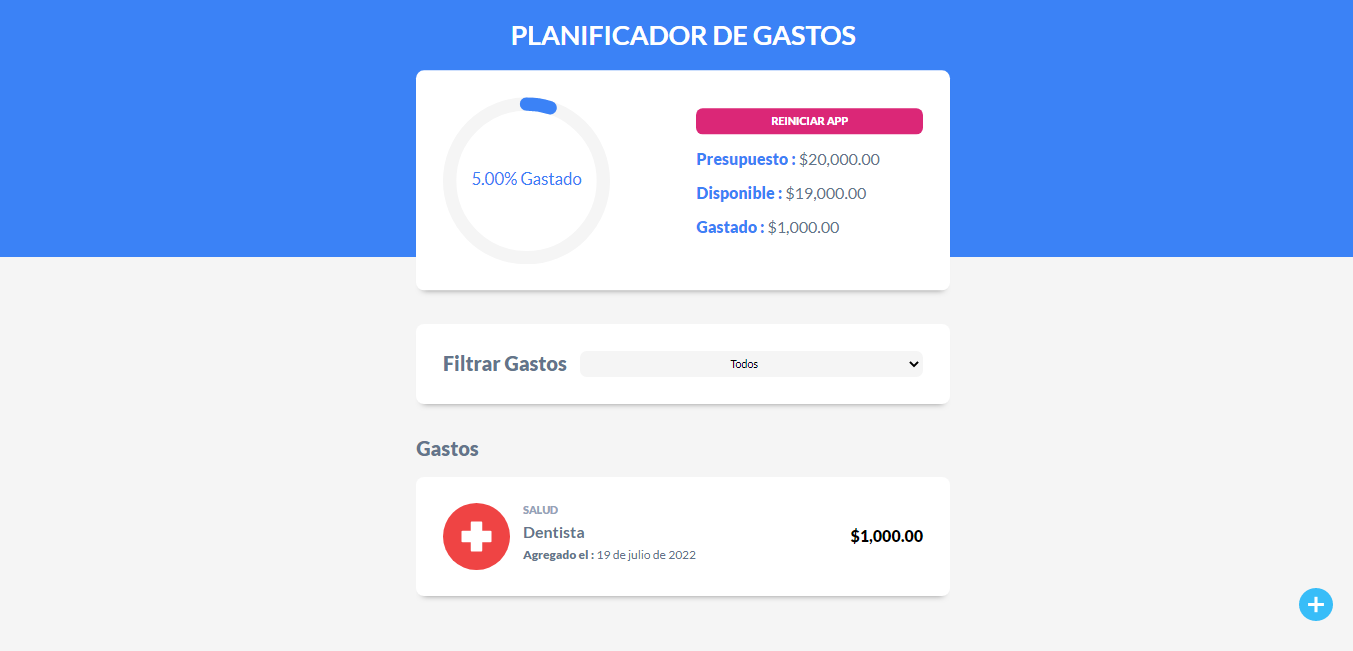 PLANIFICADOR DE GASTOS
5.00% Gastado
REINICIAR APP
Presupuesto : $20,000.00
Disponible : $19,000.00
Gastado : $1,000.00
Filtrar Gastos
Todos
Gastos
SALUD
Dentista
Agregado el : 19 de julio de 2022
$1,000.00